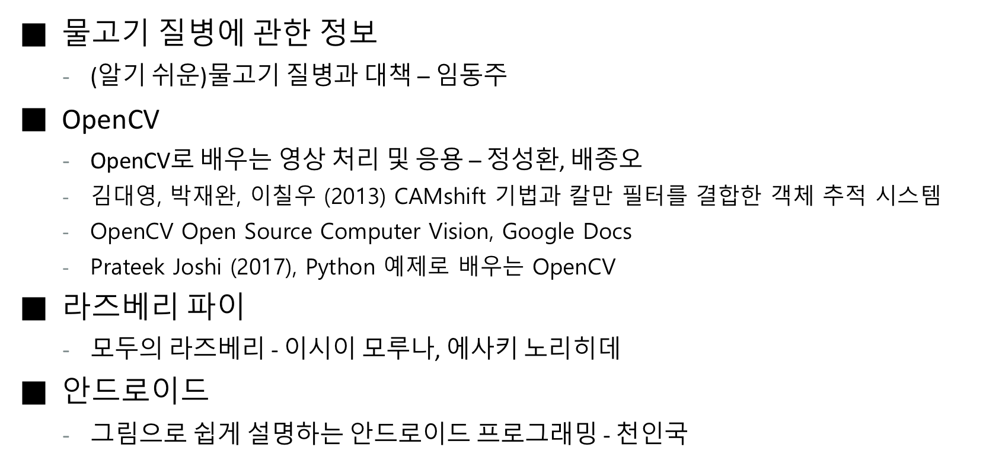 ■ 물고기 질병에 관한 정보
- (알기 쉬운)물고기 질병과 대책 – 임동주
■ OpenCV
- OpenCV로 배우는 영상 처리 및 응용 – 정성환, 배종오
- 김대영, 박재완, 이칠우 (2013) CAMshift 기법과 칼만 필터를 결합한 객체 추적 시스템
- OpenCV Open Source Computer Vision, Google Docs
- Prateek Joshi (2017), Python 예제로 배우는 OpenCV
■ 라즈베리 파이
- 모두의 라즈베리 - 이시이 모루나, 에사키 노리히데
■ 안드로이드
- 그림으로 쉽게 설명하는 안드로이드 프로그래밍 - 천인국